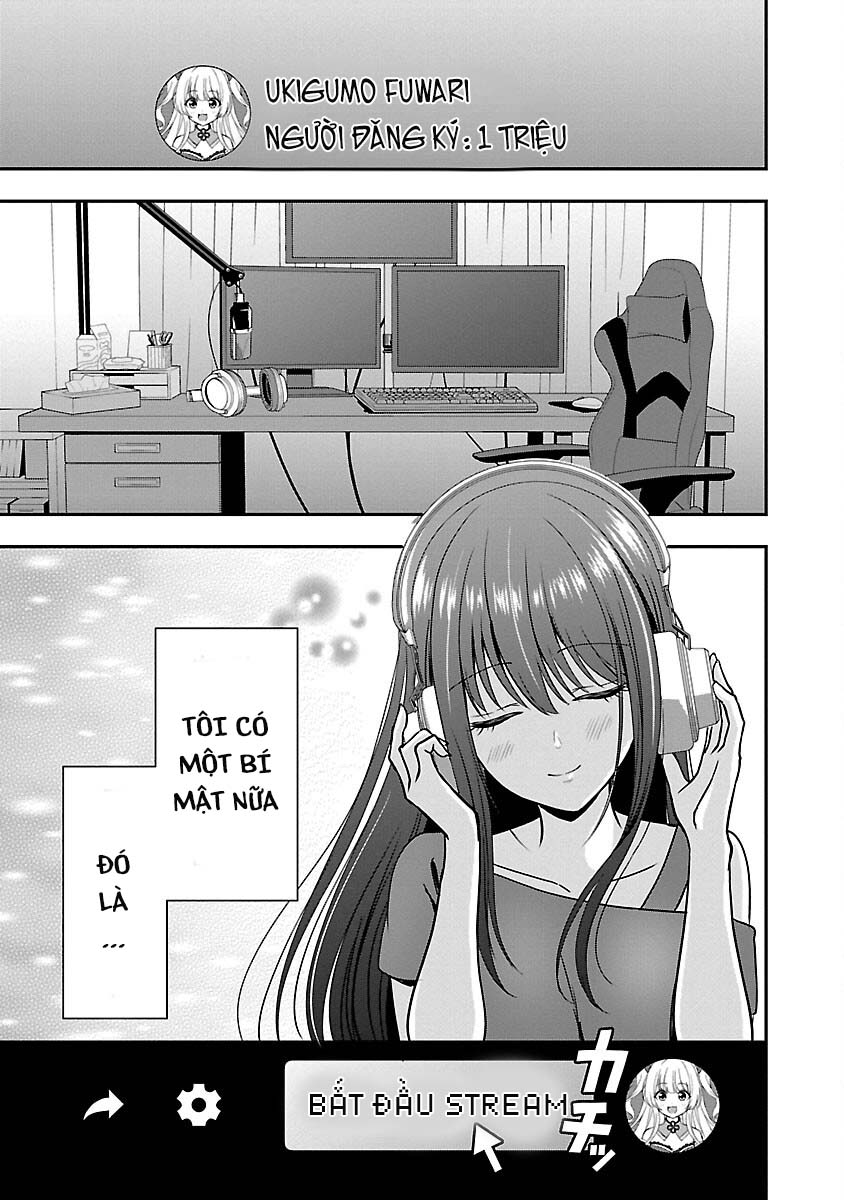 UKIGUMO FUWARI
NGƯỜI ĐĂNG KÝ: 1 TRIỆU
TÔI CÓ
MỘT BÍ
MẬT NỮA
ĐÓ
LÀ
...
BẮT ĐẦU STREAM
カチッ